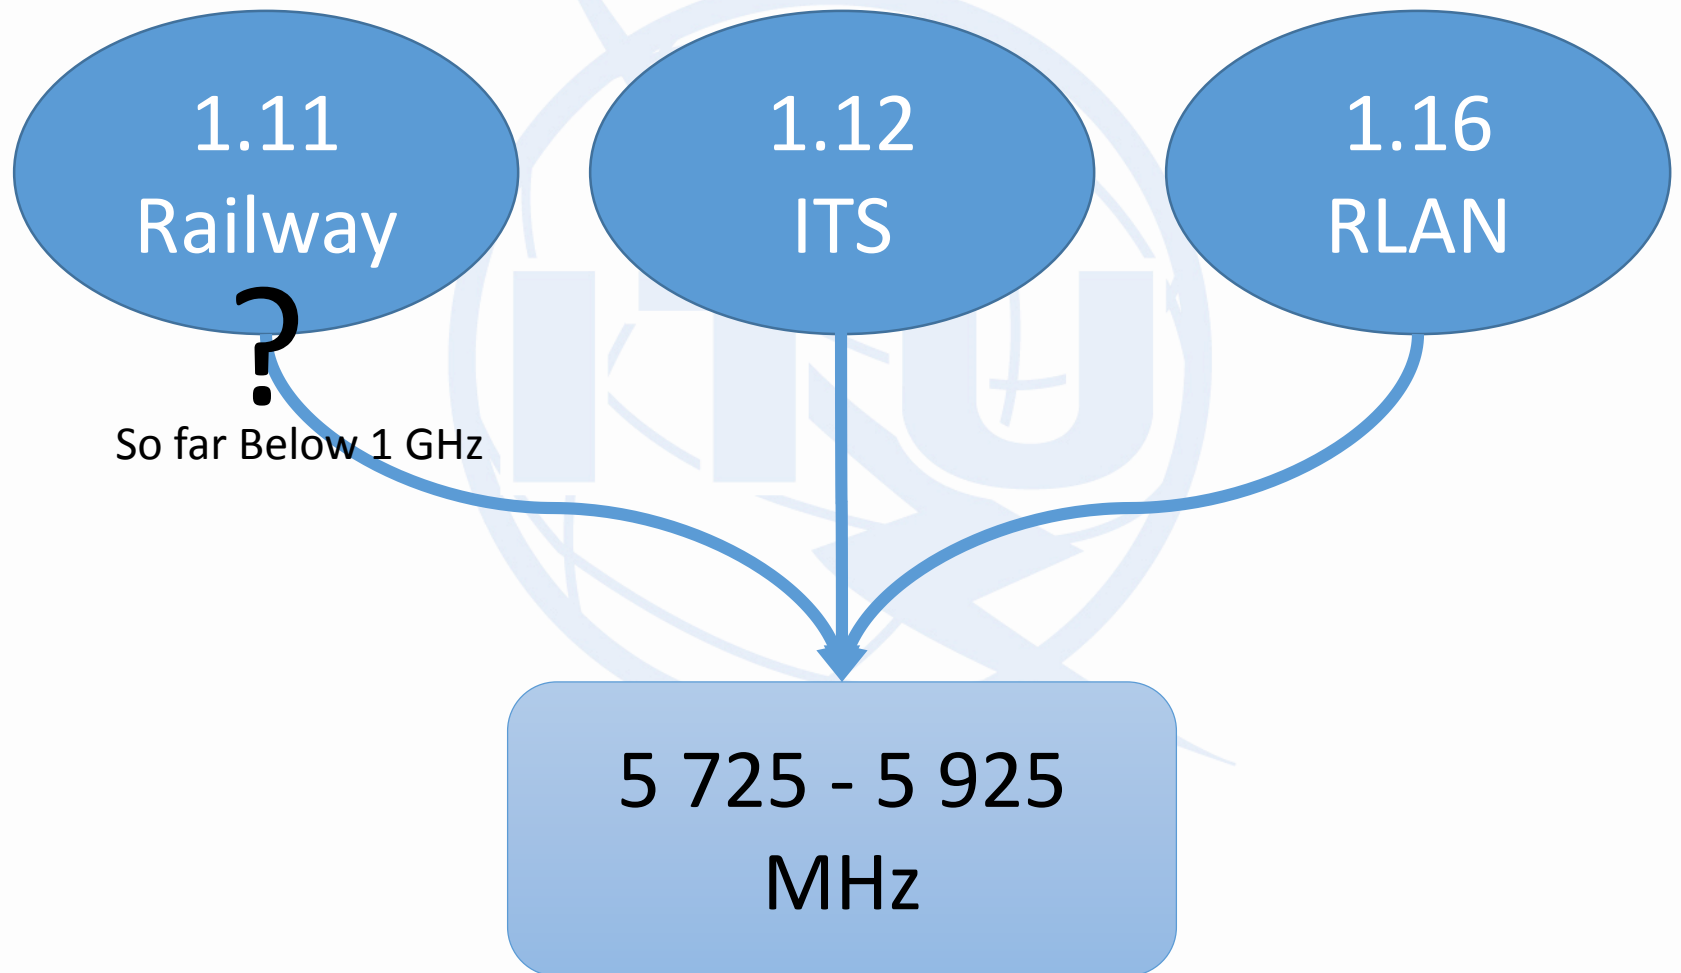 1.11
Railway
?
So far Below 1 GHz
1.12
ITS
1.16
RLAN
ITU
5 725 - 5 925
MHz